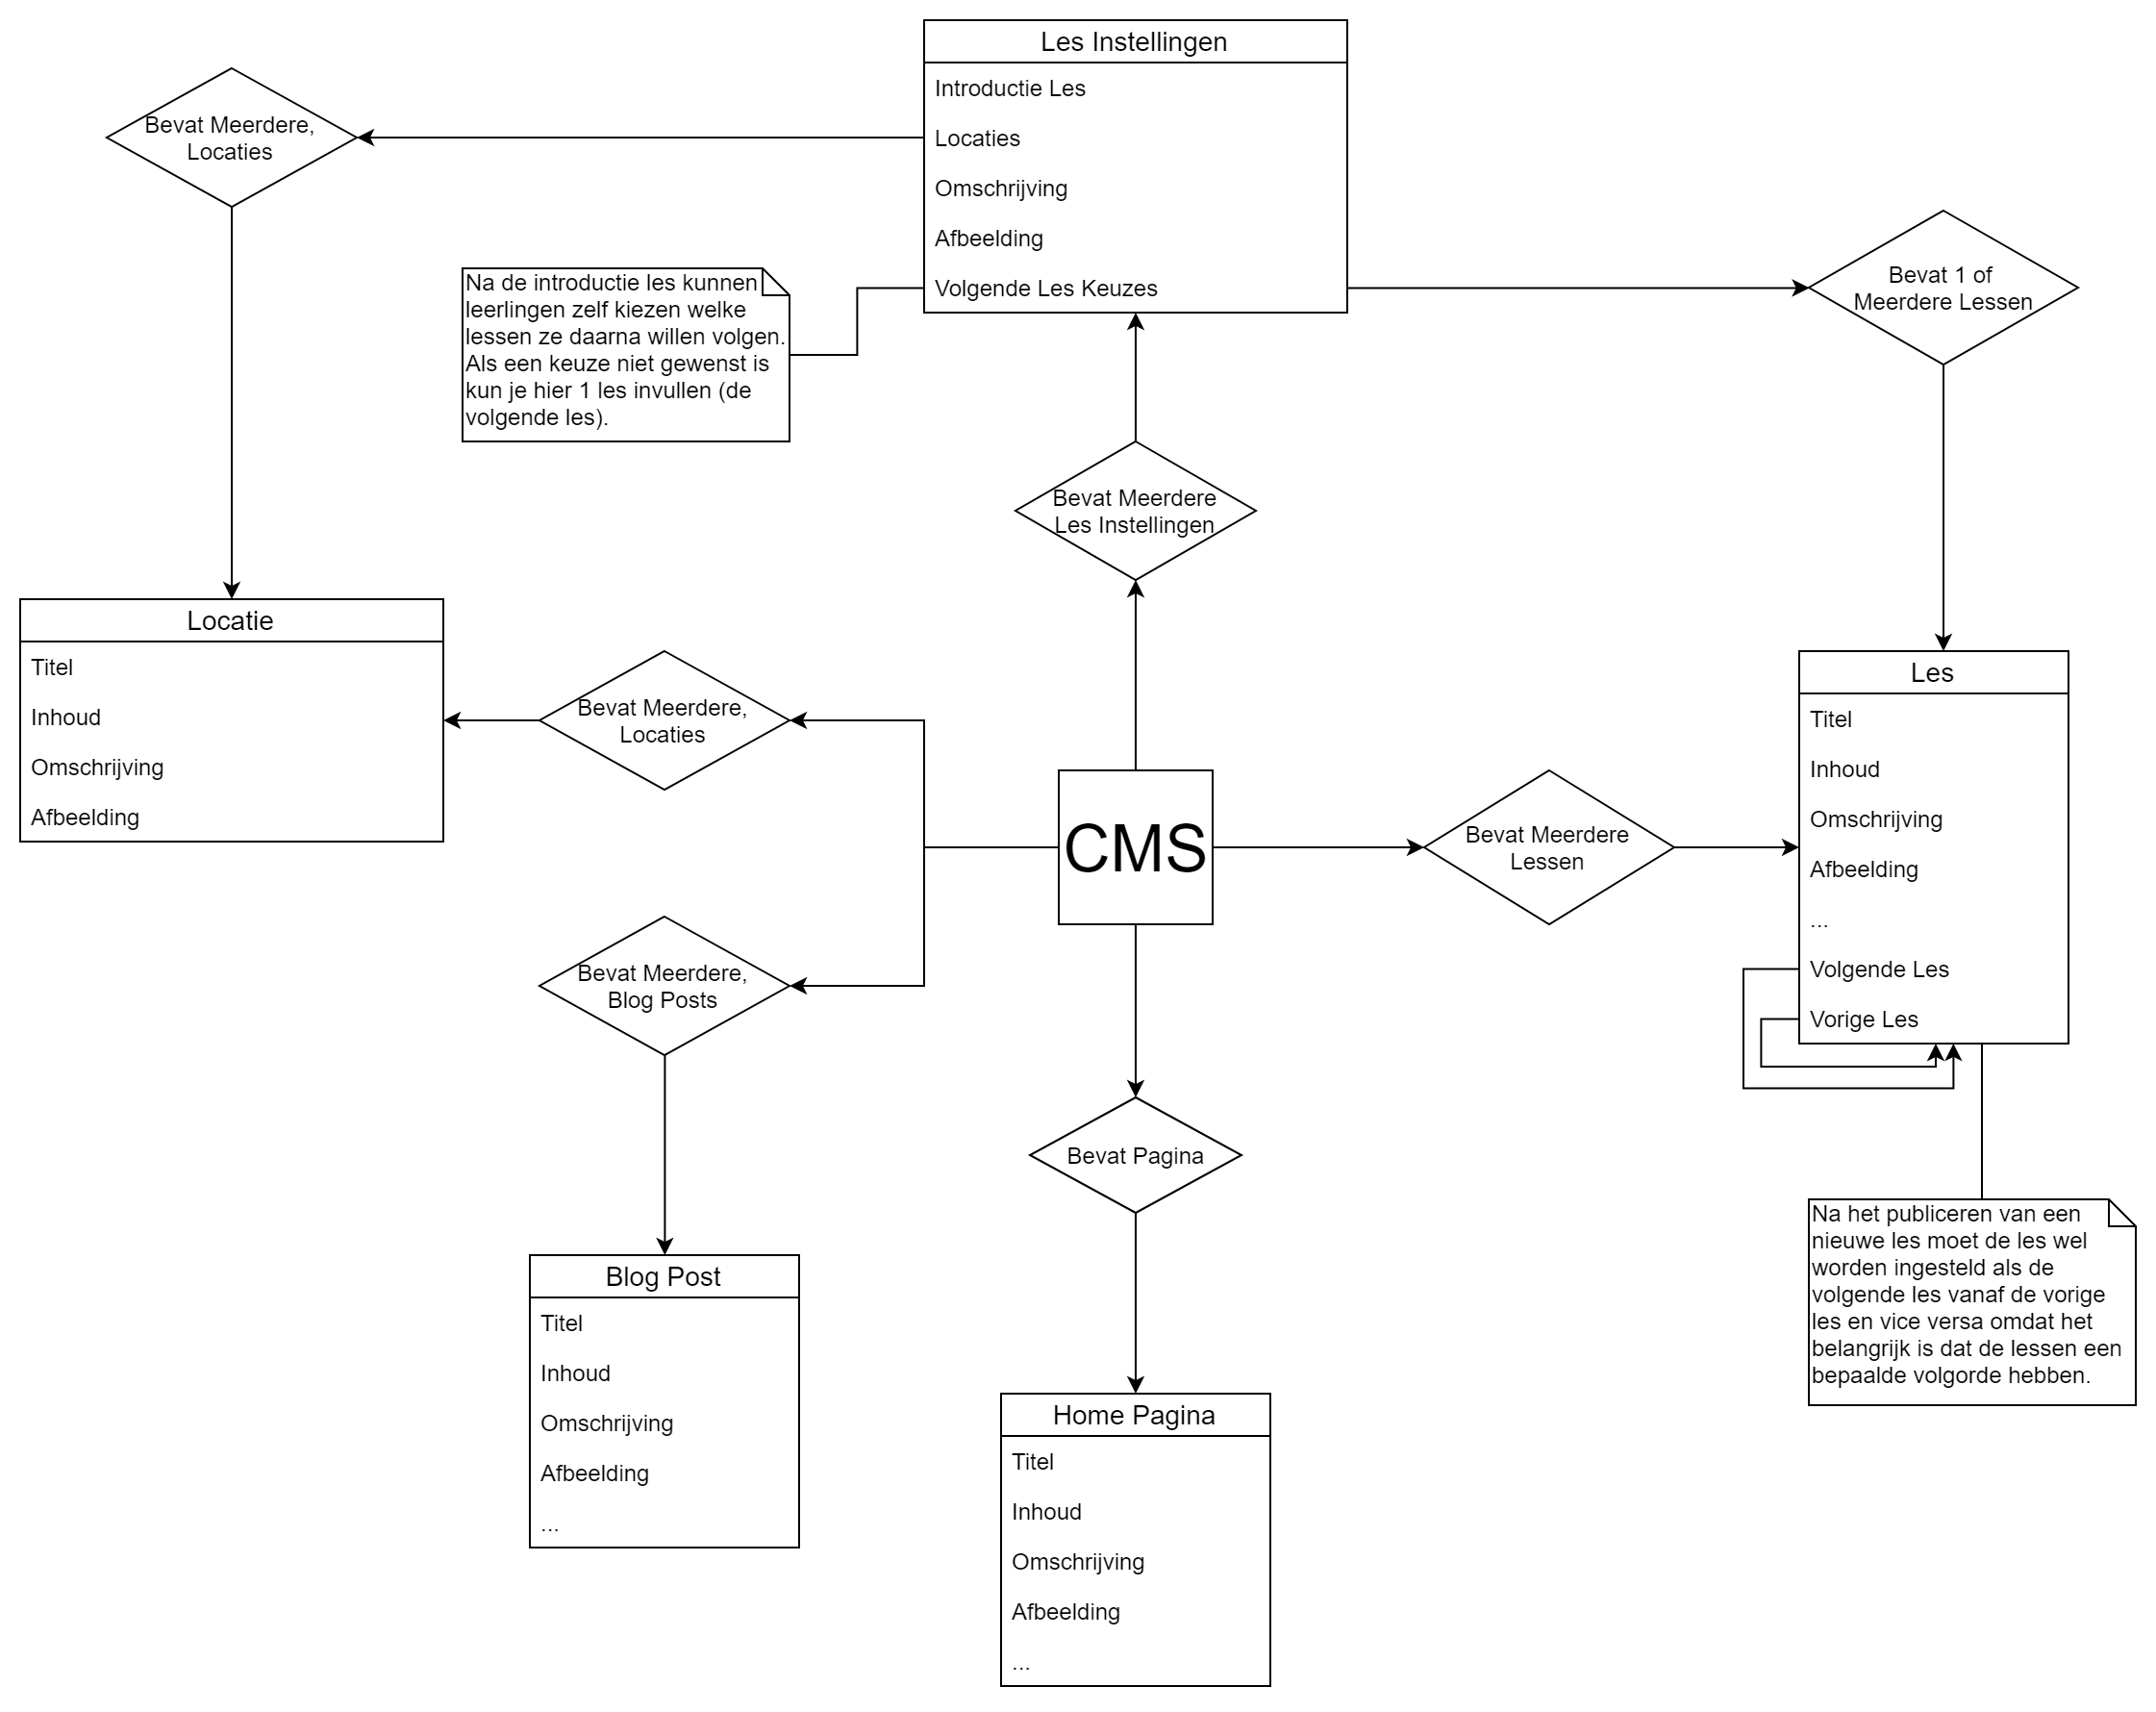 Les Instellingen
Introductie Les
Locaties
Omschrijving
Afbeelding
Volgende Les Keuzes
Bevat Meerdere,
Locaties
Na de introductie les kunnen
leerlingen zelf kiezen welke
lessen ze daarna willen volgen.
Als een keuze niet gewenst is
kun je hier 1 les invullen (de
volgende les).
Bevat 1 of
Meerdere Lessen
Bevat Meerdere
Les Instellingen
Locatie
Titel
Inhoud
Omschrijving
Afbeelding
Bevat Meerdere,
Locaties
CMS
Bevat Meerdere
Lessen
Les
Titel
Inhoud
Omschrijving
Afbeelding
...
Volgende Les
Vorige Les
Bevat Meerdere,
Blog Posts
Bevat Pagina
Na het publiceren van een
nieuwe les moet de les wel
worden ingesteld als de
volgende les vanaf de vorige
les en vice versa omdat het
belangrijk is dat de lessen een
bepaalde volgorde hebben.
Blog Post
Titel
Inhoud
Omschrijving
Afbeelding
...
Home Pagina
Titel
Inhoud
Omschrijving
Afbeelding
...